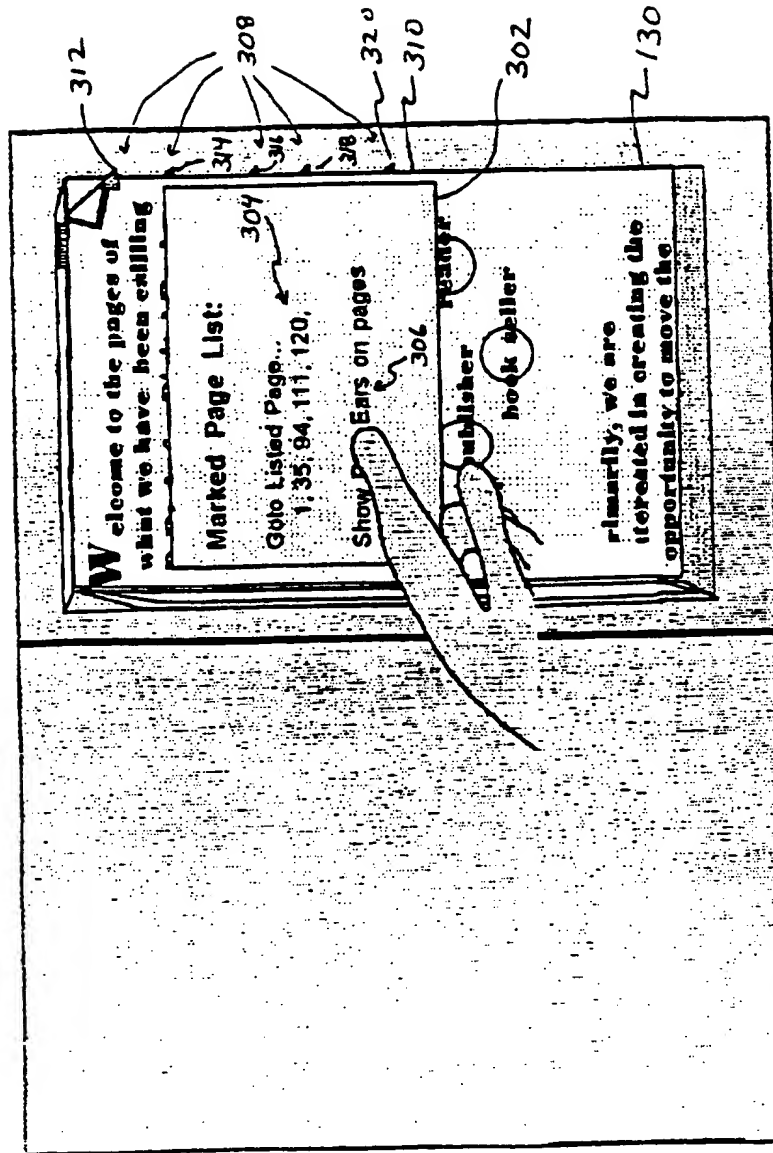 312
308
314
316
318
320
310
302
130
Welcome to the pages of
what we have been calling
Marked Page List:
Goto Listed Page...
1, 35, 94, 111, 120,
304
Show Ears on pages
306
reader
book seller
publisher
rimarily, we are
iterested in creating the
opportunity to move the